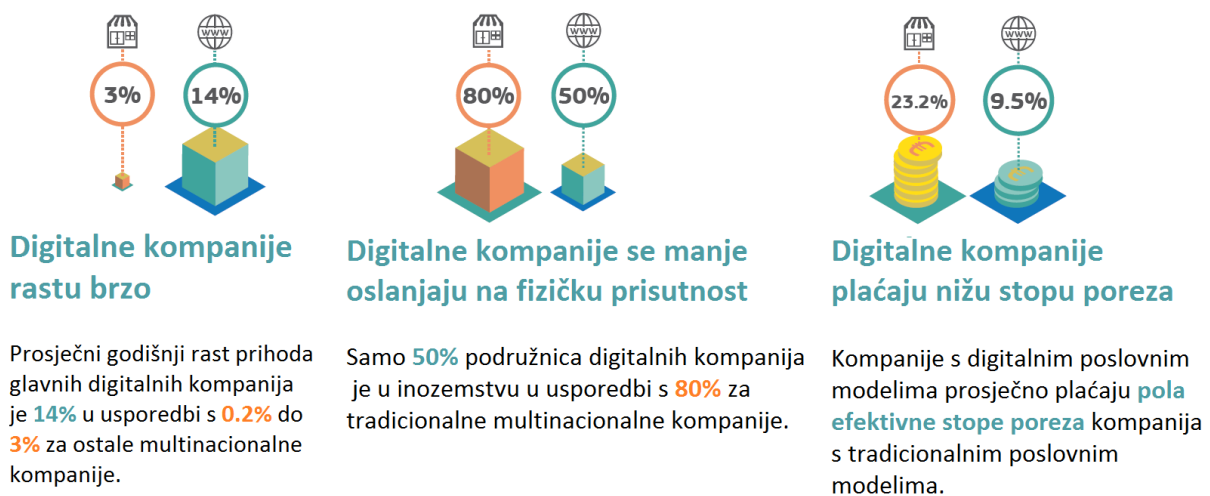 3%
WWW
14%
Digitalne kompanije
rastu brzo
Prosječni godišnji rast prihoda
glavnih digitalnih kompanija
je 14% u usporedbi s 0.2% do
3% za ostale multinacionalne
kompanije.
80%
WWW
50%
Digitalne kompanije se manje
oslanjaju na fizičku prisutnost
Samo 50% podružnica digitalnih kompanija
je u inozemstvu u usporedbi s 80% za
tradicionalne multinacionalne kompanije.
23.2%
WWW
9.5%
€
€
Digitalne kompanije
plaćaju nižu stopu poreza
Kompanije s digitalnim poslovnim
modelima prosječno plaćaju pola
efektivne stope poreza kompanija
s tradicionalnim poslovnim
modelima.